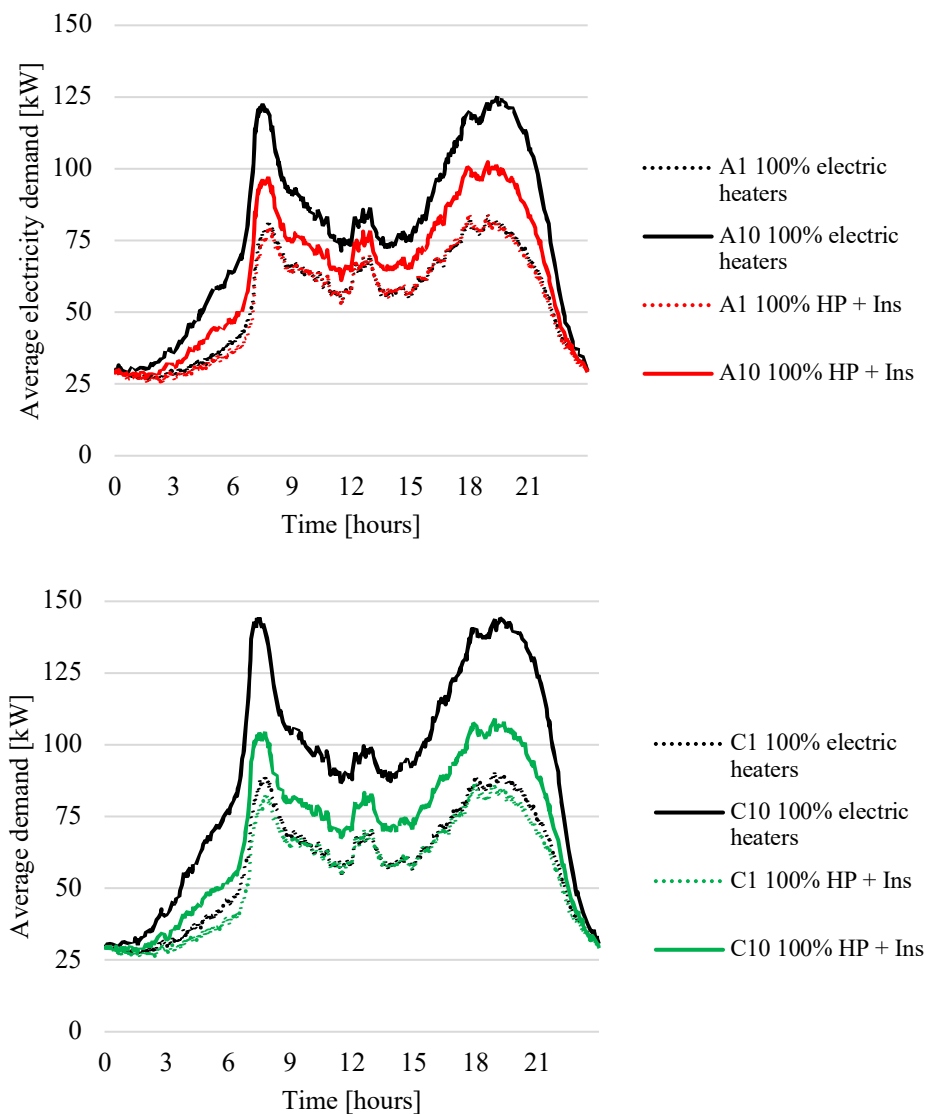 150
125
100
75
50
25
0
Average electricity demand [kW]
0 3 6 9 12 15 18 21
Time [hours]
A1 100% electric
heaters
A10 100% electric
heaters
A1 100% HP + Ins
A10 100% HP + Ins
150
125
100
75
50
25
0
Average demand [kW]
0 3 6 9 12 15 18 21
Time [hours]
C1 100% electric
heaters
C10 100% electric
heaters
C1 100% HP + Ins
C10 100% HP + Ins